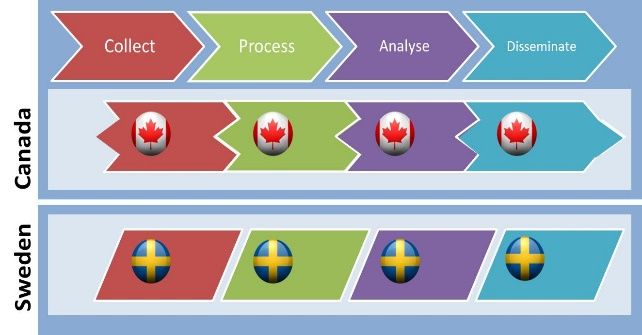 Collect
Process
Analyse
Disseminate
Canada
Sweden